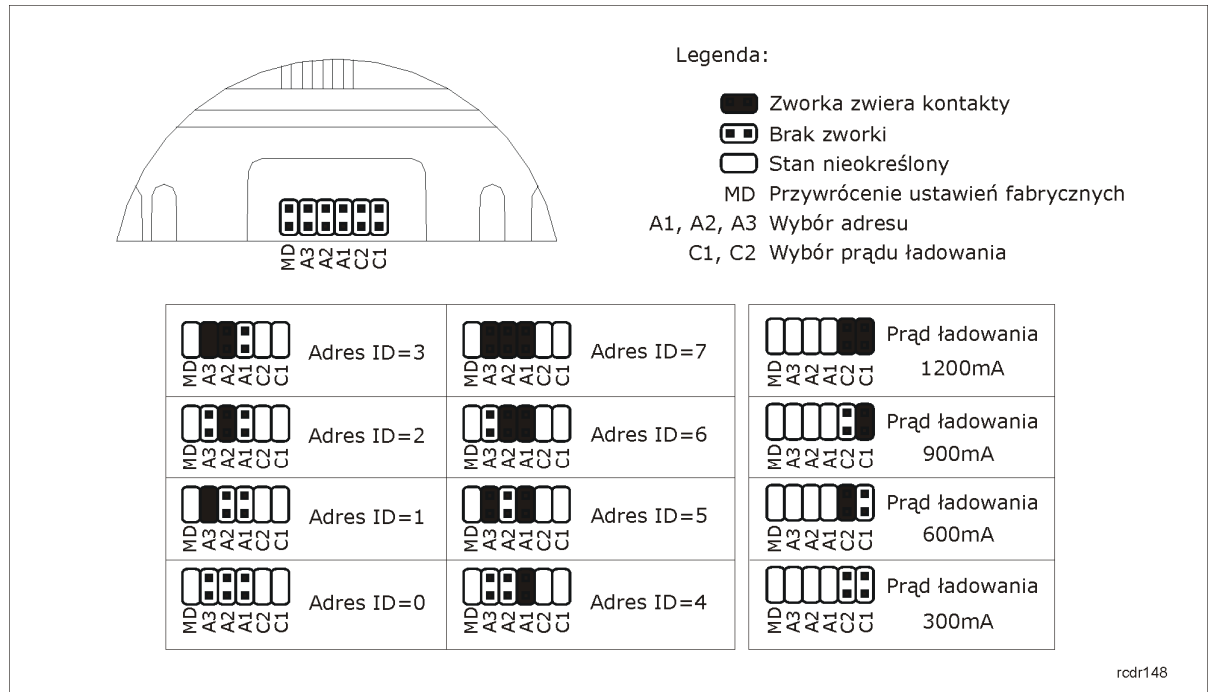 Legenda:
Zworka zwiera kontakty
Brak zworki
Stan nieokreślony
MD Przywrócenie ustawień fabrycznych
A1, A2, A3 Wybór adresu
C1, C2 Wybór prądu ładowania
MD A3 A2 A1 C2 C1
MD A3 A2 A1 C2 C1 Adres ID=3
MD A3 A2 A1 C2 C1 Adres ID=7
MD A3 A2 A1 C2 C1 Prąd ładowania
1200mA
MD A3 A2 A1 C2 C1 Adres ID=2
MD A3 A2 A1 C2 C1 Adres ID=6
MD A3 A2 A1 C2 C1 Prąd ładowania
900mA
MD A3 A2 A1 C2 C1 Adres ID=1
MD A3 A2 A1 C2 C1 Adres ID=5
MD A3 A2 A1 C2 C1 Prąd ładowania
600mA
MD A3 A2 A1 C2 C1 Adres ID=0
MD A3 A2 A1 C2 C1 Adres ID=4
MD A3 A2 A1 C2 C1 Prąd ładowania
300mA
rcdr148